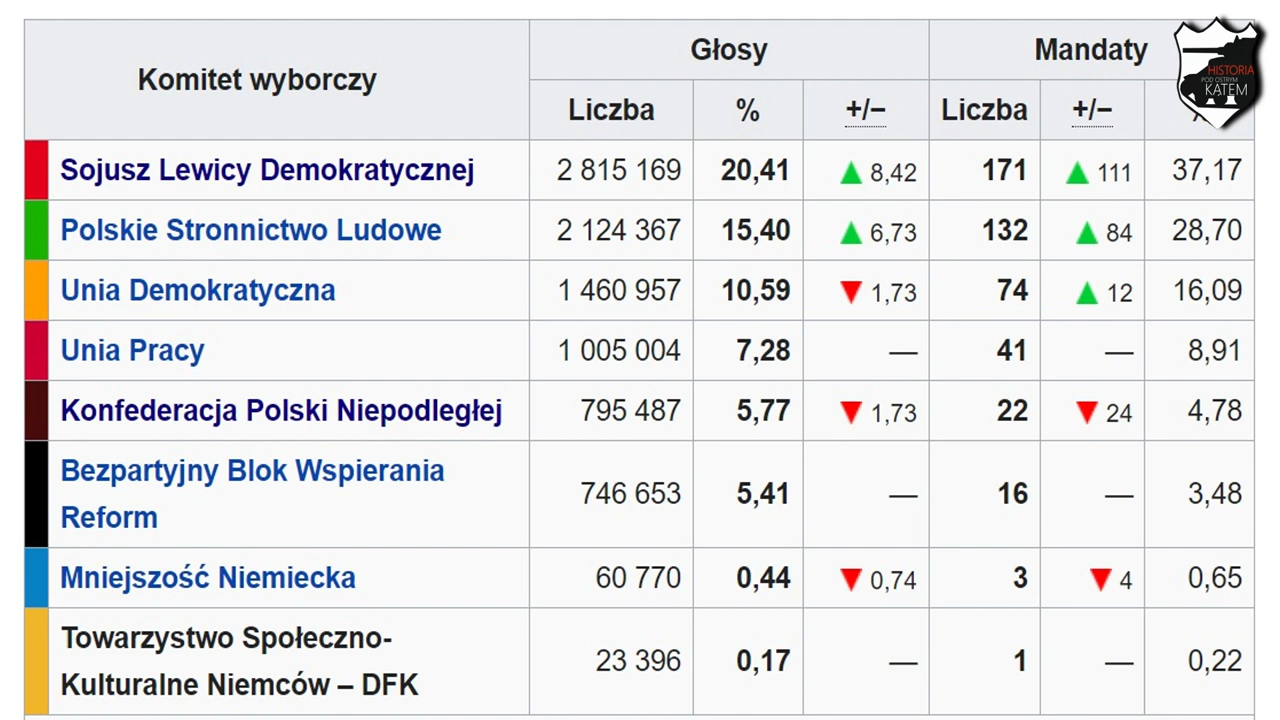 Komitet wyborczy
Głosy
Mandaty
Liczba % +/− Liczba +/−
HISTORIA
POD OSTRYM
KĄTEM
Sojusz Lewicy Demokratycznej 2 815 169 20,41 ▲ 8,42 171 ▲ 111 37,17
Polskie Stronnictwo Ludowe 2 124 367 15,40 ▲ 6,73 132 ▲ 84 28,70
Unia Demokratyczna 1 460 957 10,59 ▼ 1,73 74 ▲ 12 16,09
Unia Pracy 1 005 004 7,28 — 41 — 8,91
Konfederacja Polski Niepodległej 795 487 5,77 ▼ 1,73 22 ▼ 24 4,78
Bezpartyjny Blok Wspierania
Reform 746 653 5,41 — 16 — 3,48
Mniejszość Niemiecka 60 770 0,44 ▼ 0,74 3 ▼ 4 0,65
Towarzystwo Społeczno-
Kulturalne Niemców – DFK 23 396 0,17 — 1 — 0,22